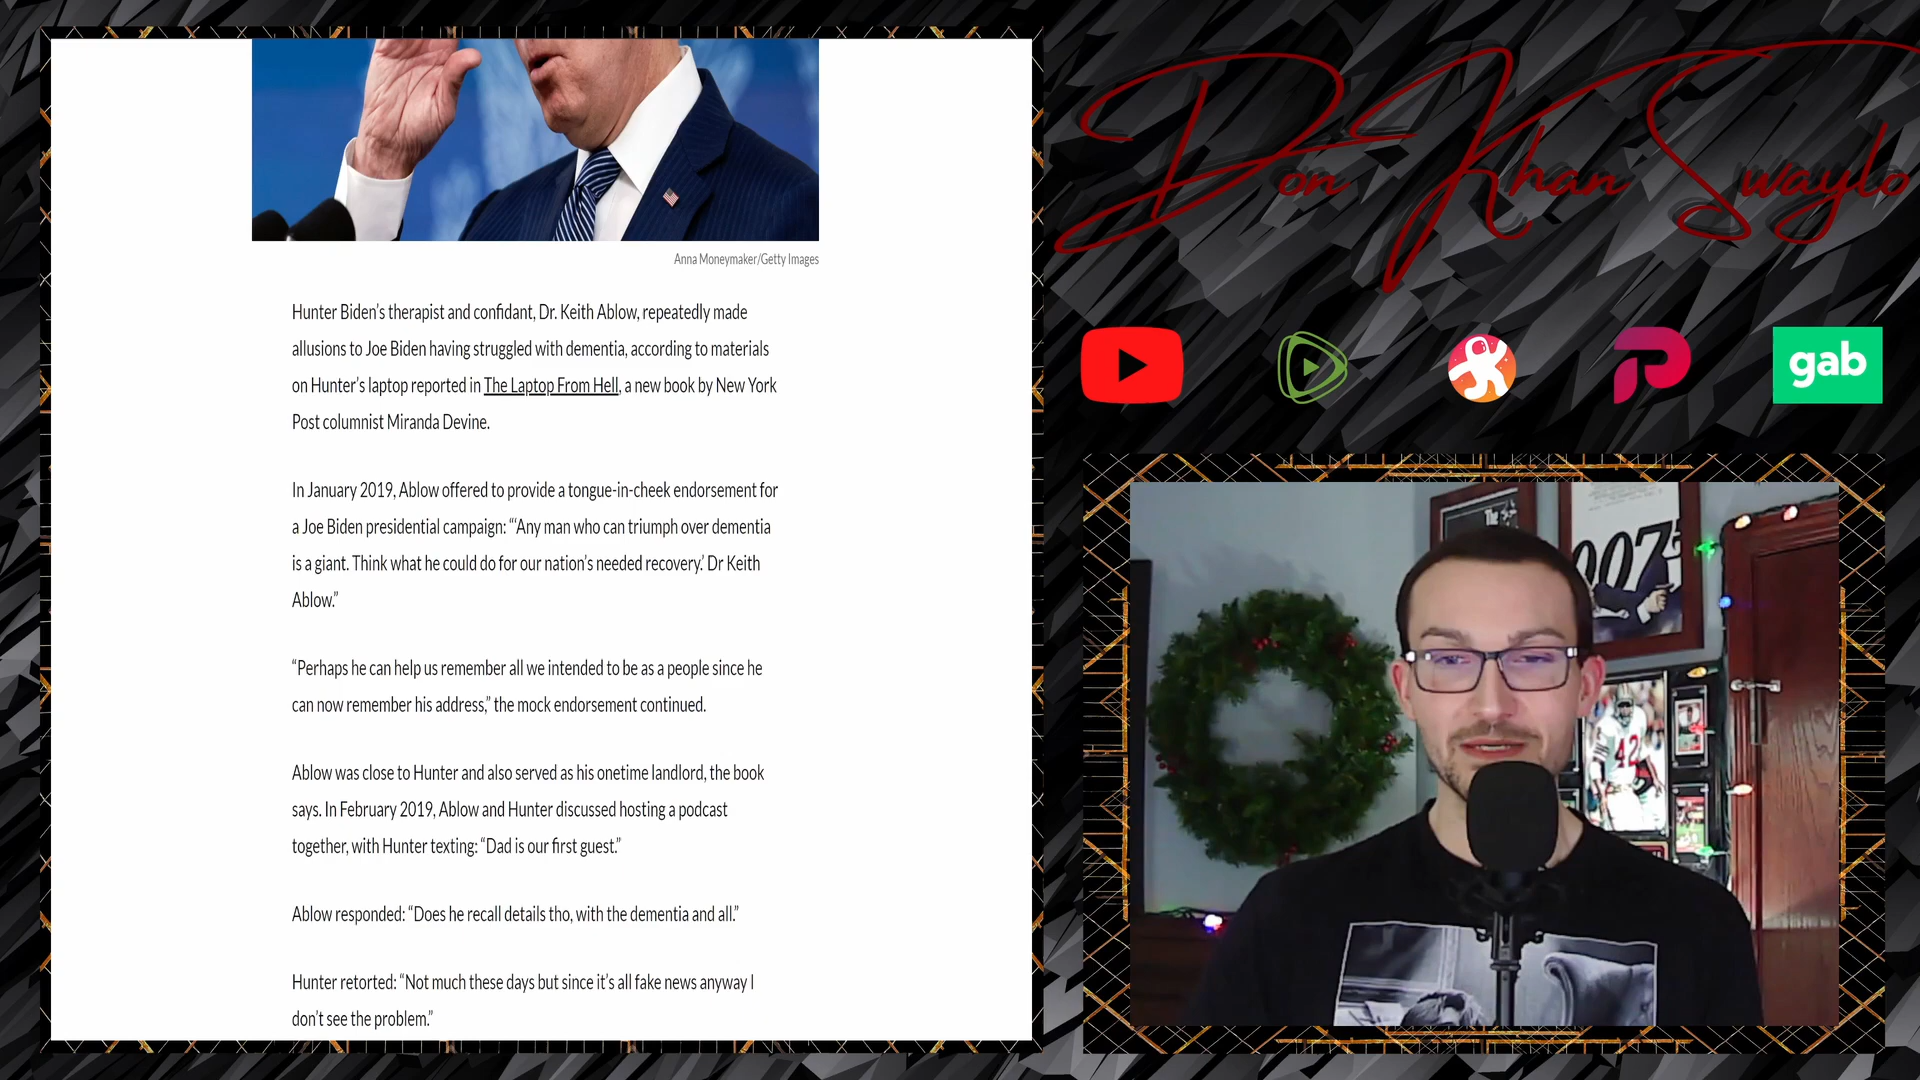 Anna Moneymaker/Getty Images
Hunter Biden's therapist and confidant, Dr. Keith Ablow, repeatedly made
allusions to Joe Biden having struggled with dementia, according to materials
on Hunter's laptop reported in The Laptop From Hell, a new book by New York
Post columnist Miranda Devine.
In January 2019, Ablow offered to provide a tongue-in-cheek endorsement for
a Joe Biden presidential campaign: “‘Any man who can triumph over dementia
is a giant. Think what he could do for our nation’s needed recovery.’ Dr Keith
Ablow.”
“Perhaps he can help us remember all we intended to be as a people since he
can now remember his address,” the mock endorsement continued.
Ablow was close to Hunter and also served as his onetime landlord, the book
says. In February 2019, Ablow and Hunter discussed hosting a podcast
together, with Hunter texting: “Dad is our first guest.”
Ablow responded: “Does he recall details tho, with the dementia and all.”
Hunter retorted: “Not much these days but since it’s all fake news anyway I
don’t see the problem.”
Don Khan Swaylo
gab
The
007
42